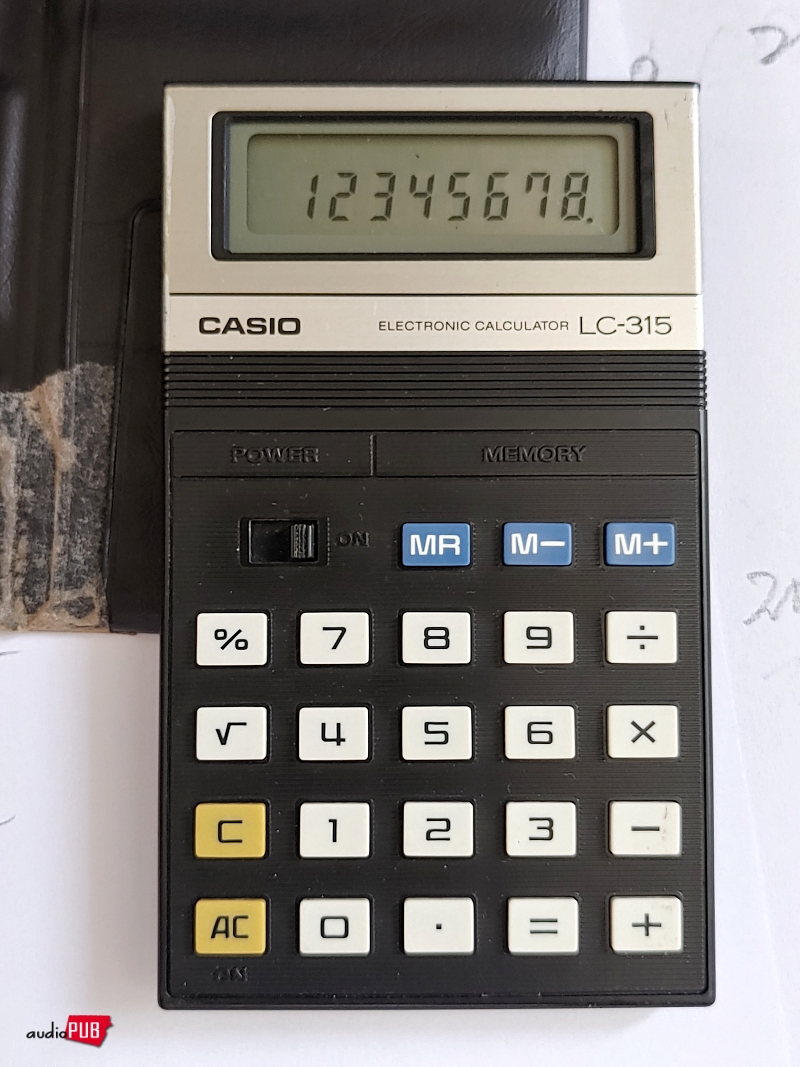 12345678.
CASIO ELECTRONIC CALCULATOR LC-315
POWER MEMORY
ON MR M− M+
% 7 8 9 ÷
√ 4 5 6 ×
C 1 2 3 −
AC 0 . = +
ON
audioPUB